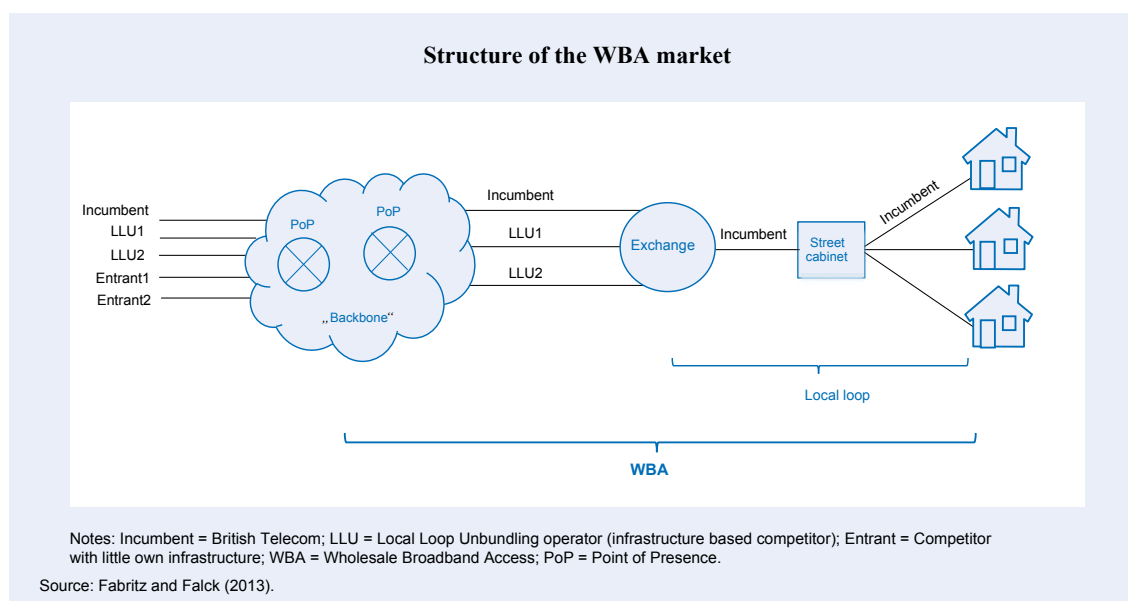 Structure of the WBA market
Incumbent
LLU1
LLU2
Entrant1
Entrant2
PoP
PoP
„Backbone“
Incumbent
LLU1
LLU2
Exchange
Incumbent
Street
cabinet
Incumbent
Local loop
WBA
Notes: Incumbent = British Telecom; LLU = Local Loop Unbundling operator (infrastructure based competitor); Entrant = Competitor
with little own infrastructure; WBA = Wholesale Broadband Access; PoP = Point of Presence.
Source: Fabritz and Falck (2013).